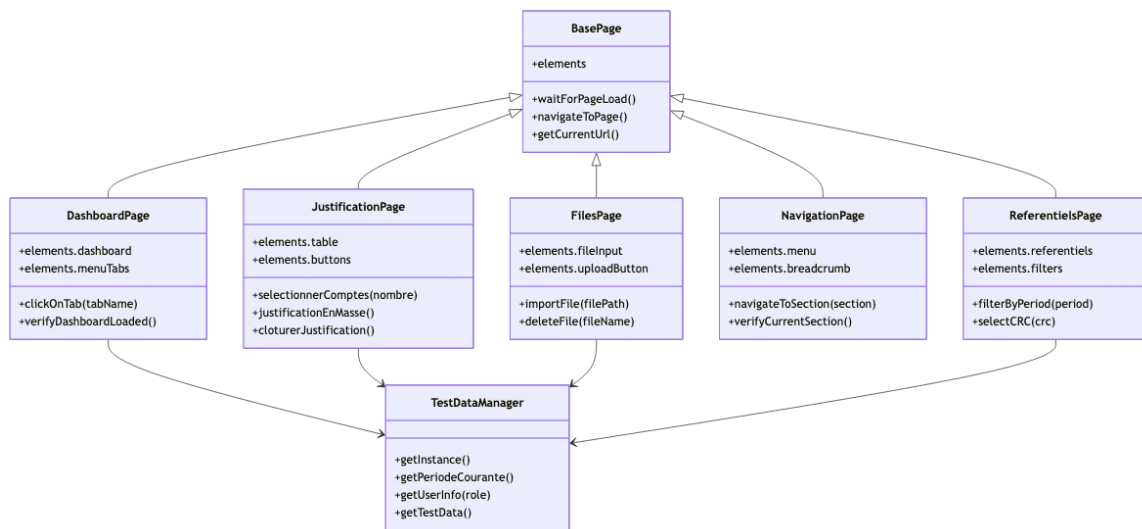 BasePage
+elements
+waitForPageLoad()
+navigateToPage()
+getCurrentUrl()
DashboardPage
+elements.dashboard
+elements.menuTabs
+clickOnTab(tabName)
+verifyDashboardLoaded()
JustificationPage
+elements.table
+elements.buttons
+selectionnerComptes(nombre)
+justificationEnMasse()
+cloturerJustification()
FilesPage
+elements.fileInput
+elements.uploadButton
+importFile(filePath)
+deleteFile(fileName)
NavigationPage
+elements.menu
+elements.breadcrumb
+navigateToSection(section)
+verifyCurrentSection()
ReferentielsPage
+elements.referentiels
+elements.filters
+filterByPeriod(period)
+selectCRC(crc)
TestDataManager
+getInstance()
+getPeriodeCourante()
+getUserInfo(role)
+getTestData()